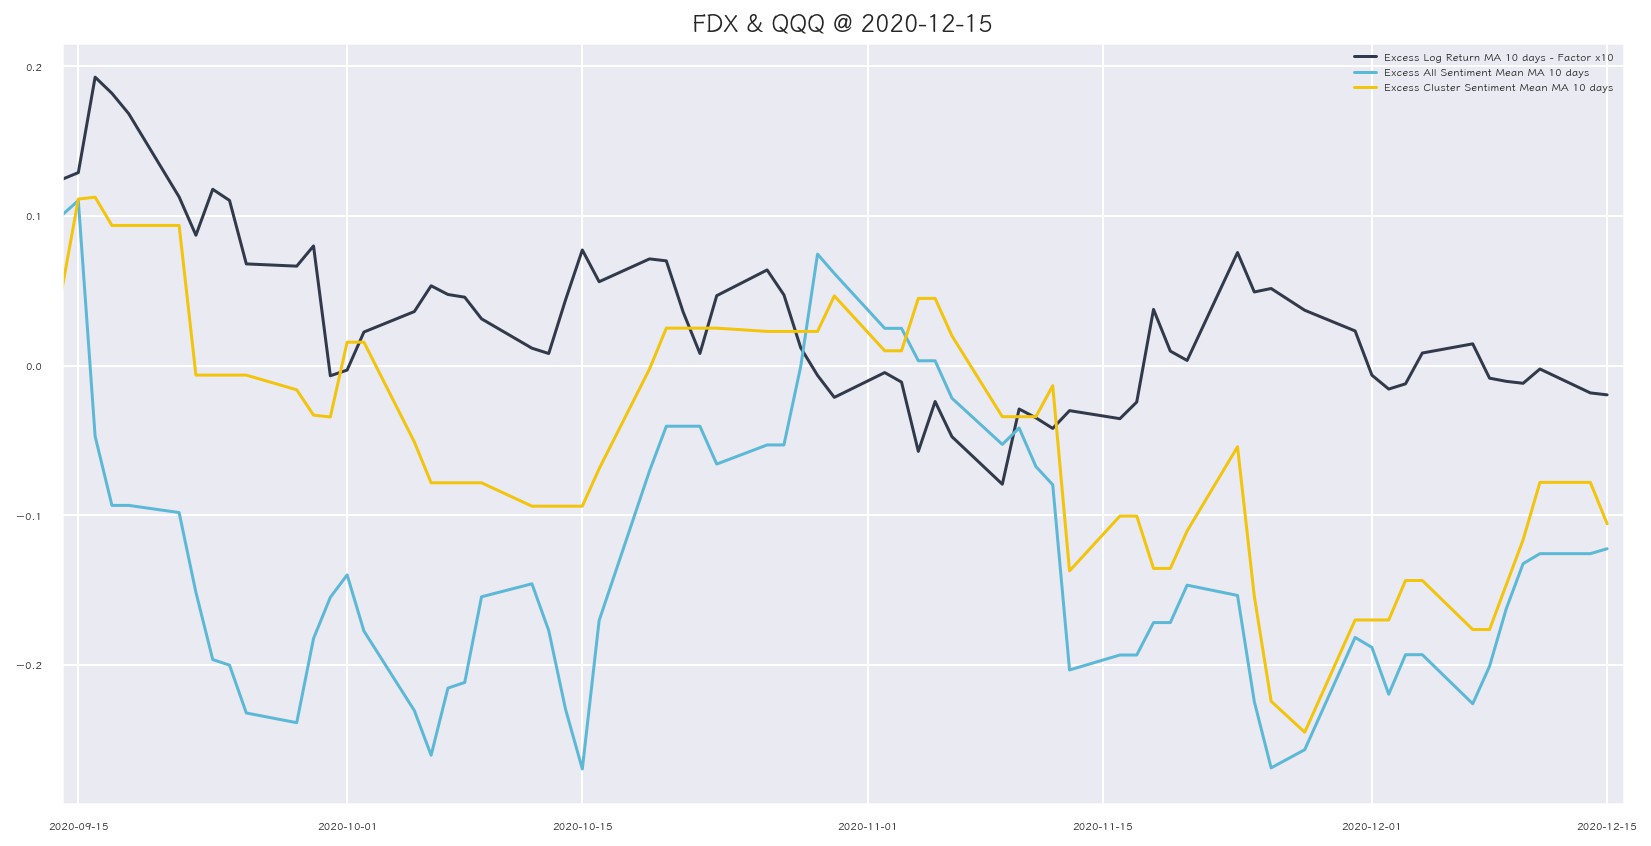 FDX & QQQ @ 2020-12-15
Excess Log Return MA 10 days - Factor x10
Excess All Sentiment Mean MA 10 days
Excess Cluster Sentiment Mean MA 10 days
0.2
0.1
0.0
−0.1
−0.2
2020-09-15 2020-10-01 2020-10-15 2020-11-01 2020-11-15 2020-12-01 2020-12-15